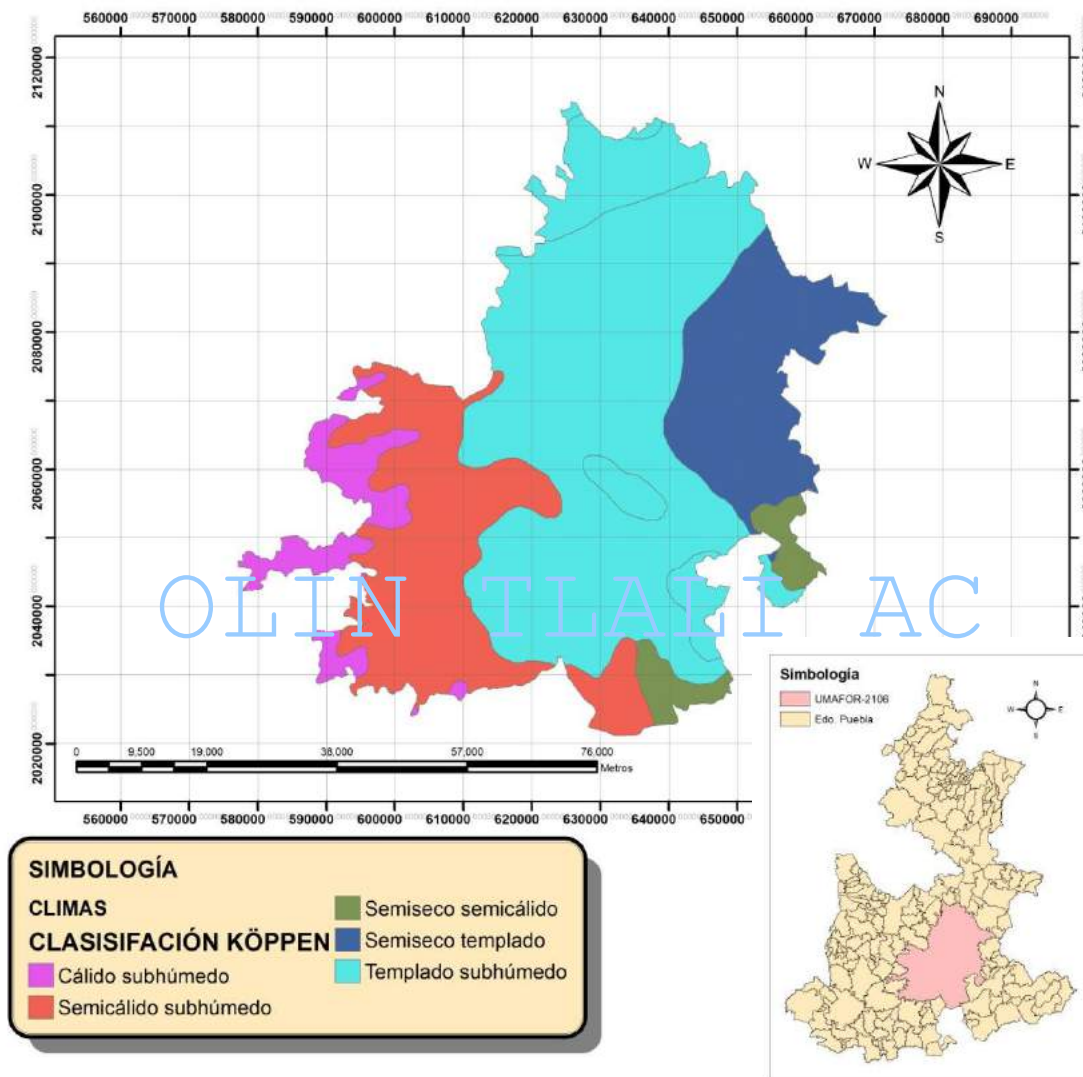 560000 570000 580000 590000 600000 610000 620000 630000 640000 650000 660000 670000 680000 690000
2120000
2100000
2080000
2060000
2040000
2020000
N
W E
S
OLIN TLALI AC
0 9,500 19,000 38,000 57,000 76,000
Metros
560000 570000 580000 590000 600000 610000 620000 630000 640000 650000
SIMBOLOGÍA
CLIMAS
CLASISIFACIÓN KÖPPEN
Cálido subhúmedo
Semicálido subhúmedo
Semiseco semicálido
Semiseco templado
Templado subhúmedo
Simbología
UMAFOR-2106
Edo. Puebla
N
W E
S